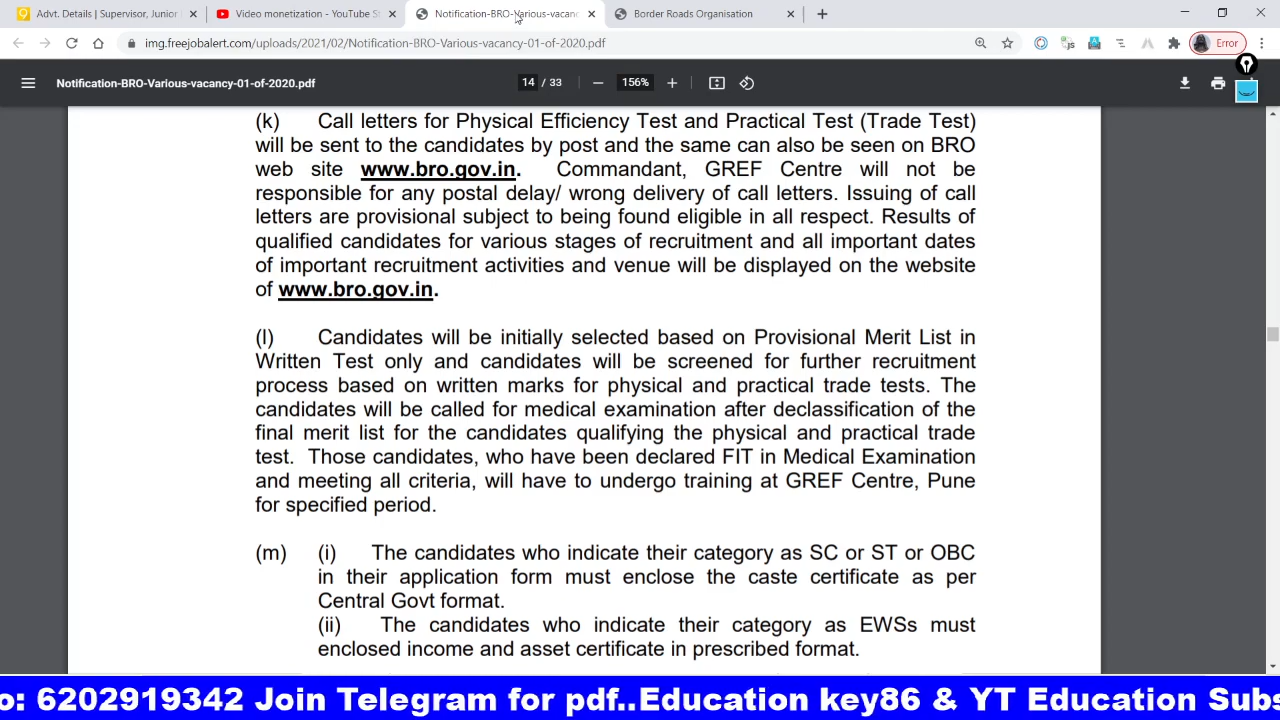 Advt. Details | Supervisor, Junior
Video monetization - YouTube St
Notification-BRO-Various-vacanc
Border Roads Organisation
img.freejobalert.com/uploads/2021/02/Notification-BRO-Various-vacancy-01-of-2020.pdf
Error
Notification-BRO-Various-vacancy-01-of-2020.pdf
14 / 33
156%
(k) Call letters for Physical Efficiency Test and Practical Test (Trade Test)
will be sent to the candidates by post and the same can also be seen on BRO
web site www.bro.gov.in. Commandant, GREF Centre will not be
responsible for any postal delay/ wrong delivery of call letters. Issuing of call
letters are provisional subject to being found eligible in all respect. Results of
qualified candidates for various stages of recruitment and all important dates
of important recruitment activities and venue will be displayed on the website
of www.bro.gov.in.
(l) Candidates will be initially selected based on Provisional Merit List in
Written Test only and candidates will be screened for further recruitment
process based on written marks for physical and practical trade tests. The
candidates will be called for medical examination after declassification of the
final merit list for the candidates qualifying the physical and practical trade
test. Those candidates, who have been declared FIT in Medical Examination
and meeting all criteria, will have to undergo training at GREF Centre, Pune
for specified period.
(m) (i) The candidates who indicate their category as SC or ST or OBC
in their application form must enclose the caste certificate as per
Central Govt format.
(ii) The candidates who indicate their category as EWSs must
enclosed income and asset certificate in prescribed format.
o: 6202919342 Join Telegram for pdf..Education key86 & YT Education Subs